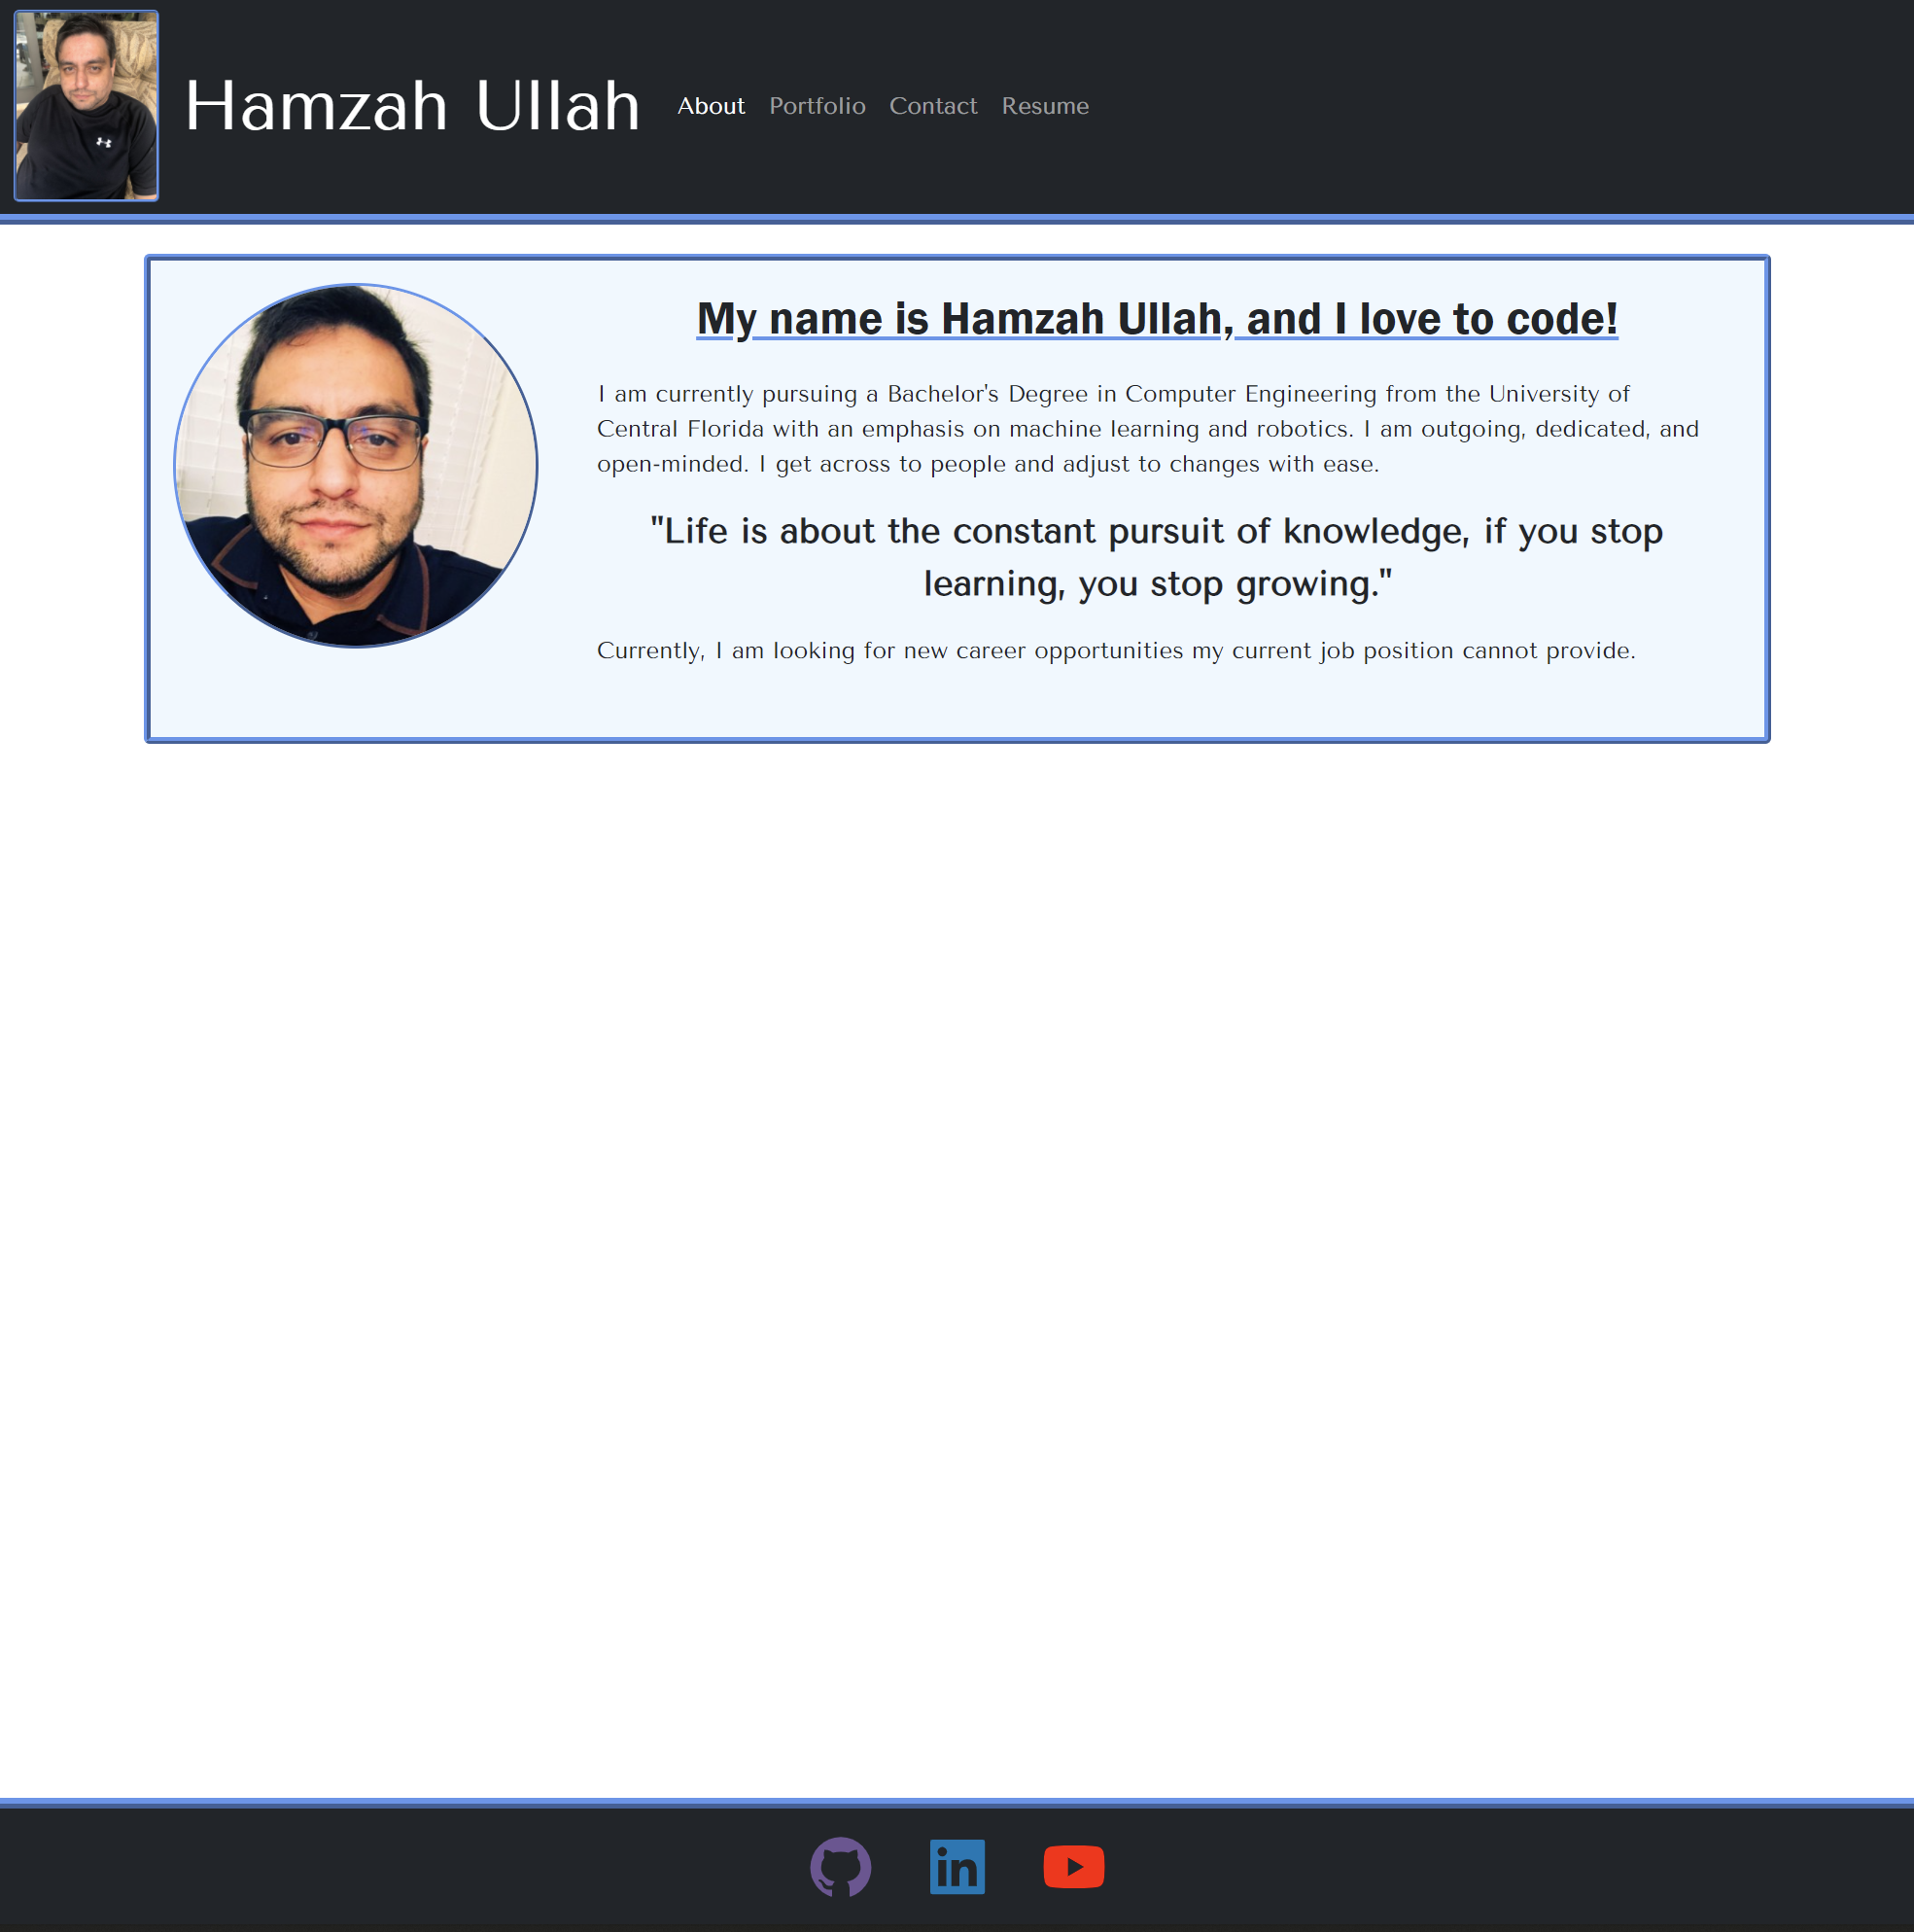 Hamzah Ullah
About Portfolio Contact Resume
My name is Hamzah Ullah, and I love to code!
I am currently pursuing a Bachelor's Degree in Computer Engineering from the University of
Central Florida with an emphasis on machine learning and robotics. I am outgoing, dedicated, and
open-minded. I get across to people and adjust to changes with ease.
"Life is about the constant pursuit of knowledge, if you stop
learning, you stop growing."
Currently, I am looking for new career opportunities my current job position cannot provide.
in